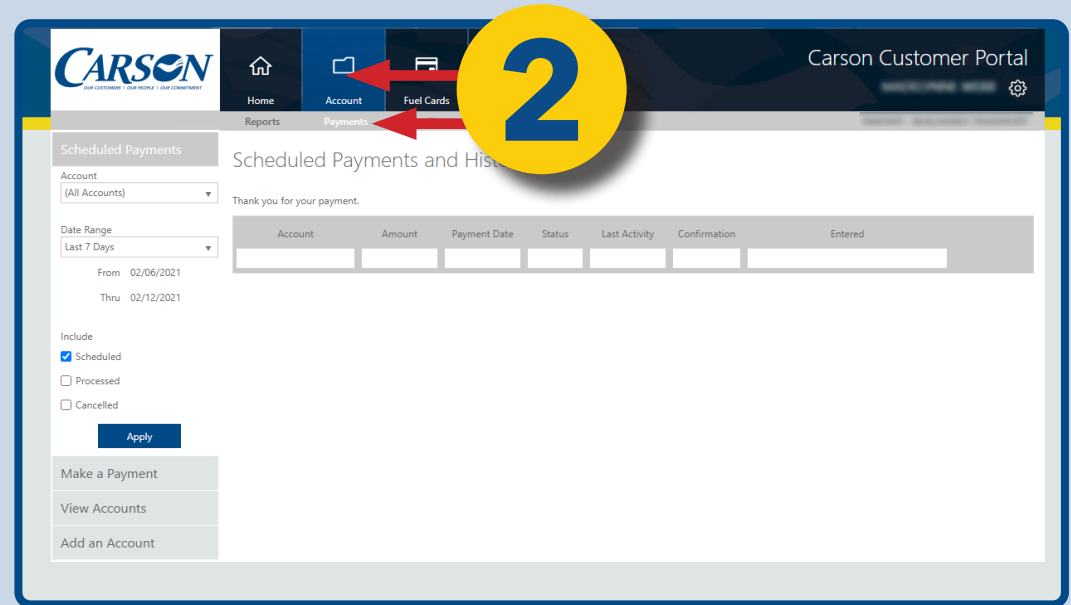 CARSON
OUR CUSTOMERS | OUR PEOPLE | OUR COMMITMENT
Home
Account
Fuel Cards
2
Carson Customer Portal
Reports
Payments
Scheduled Payments
Account
(All Accounts)
Date Range
Last 7 Days
From 02/06/2021
Thru 02/12/2021
Include
Scheduled
Processed
Cancelled
Apply
Make a Payment
View Accounts
Add an Account
Scheduled Payments and
Thank you for your payment.
Account Amount Payment Date Status Last Activity Confirmation Entered